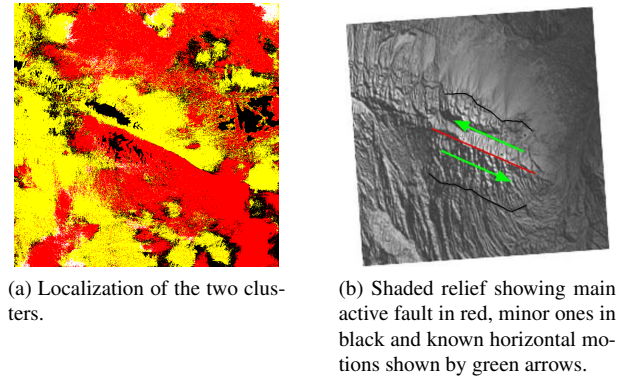 (a) Localization of the two clus-
ters.
(b) Shaded relief showing main
active fault in red, minor ones in
black and known horizontal mo-
tions shown by green arrows.